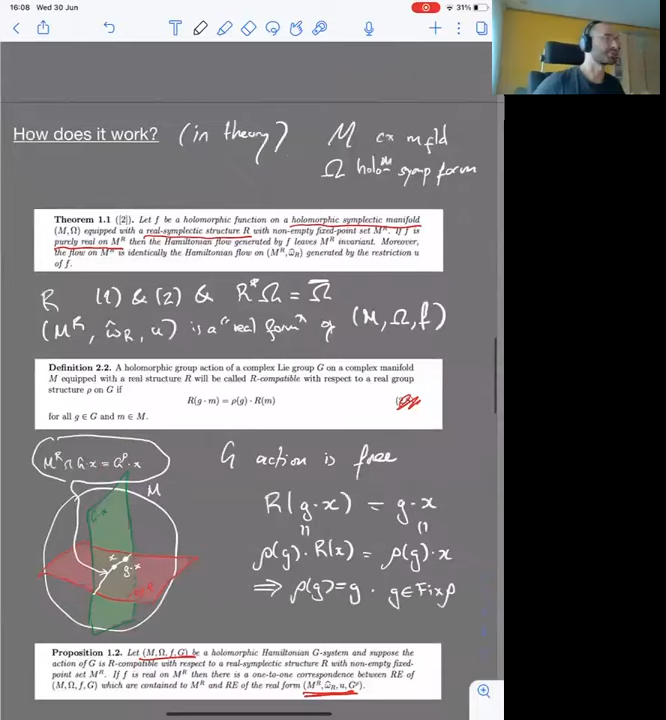 16:08 Wed 30 Jun
31%
How does it work? (in theory)
M cx mfld
Ω holom symp form
Theorem 1.1 ([2]). Let f be a holomorphic function on a holomorphic symplectic manifold
(M, Ω) equipped with a real-symplectic structure R with non-empty fixed-point set M^R. If f is
purely real on M^R then the Hamiltonian flow generated by f leaves M^R invariant. Moreover,
the flow on M^R is identically the Hamiltonian flow on (M^R, ω̂_R) generated by the restriction u
of f.
R (1) & (2) & R*Ω = Ω̄
(M^R, ω̂_R, u) is a "real form" of (M, Ω, f)
Definition 2.2. A holomorphic group action of a complex Lie group G on a complex manifold
M equipped with a real structure R will be called R-compatible with respect to a real group
structure ρ on G if
R(g · m) = ρ(g) · R(m)
for all g ∈ G and m ∈ M.
M^R ∩ G·x = G^ρ·x
G action is free
M
G·x
x
g·x
R(g·x) = g·x
ρ(g)·R(x) = ρ(g)·x
⟹ ρ(g) = g · g ∈ Fix ρ
Proposition 1.2. Let (M, Ω, f, G) be a holomorphic Hamiltonian G-system and suppose the
action of G is R-compatible with respect to a real-symplectic structure R with non-empty fixed-
point set M^R. If f is real on M^R then there is a one-to-one correspondence between RE of
(M, Ω, f, G) which are contained to M^R and RE of the real form (M^R, ω̂_R, u, G^ρ).